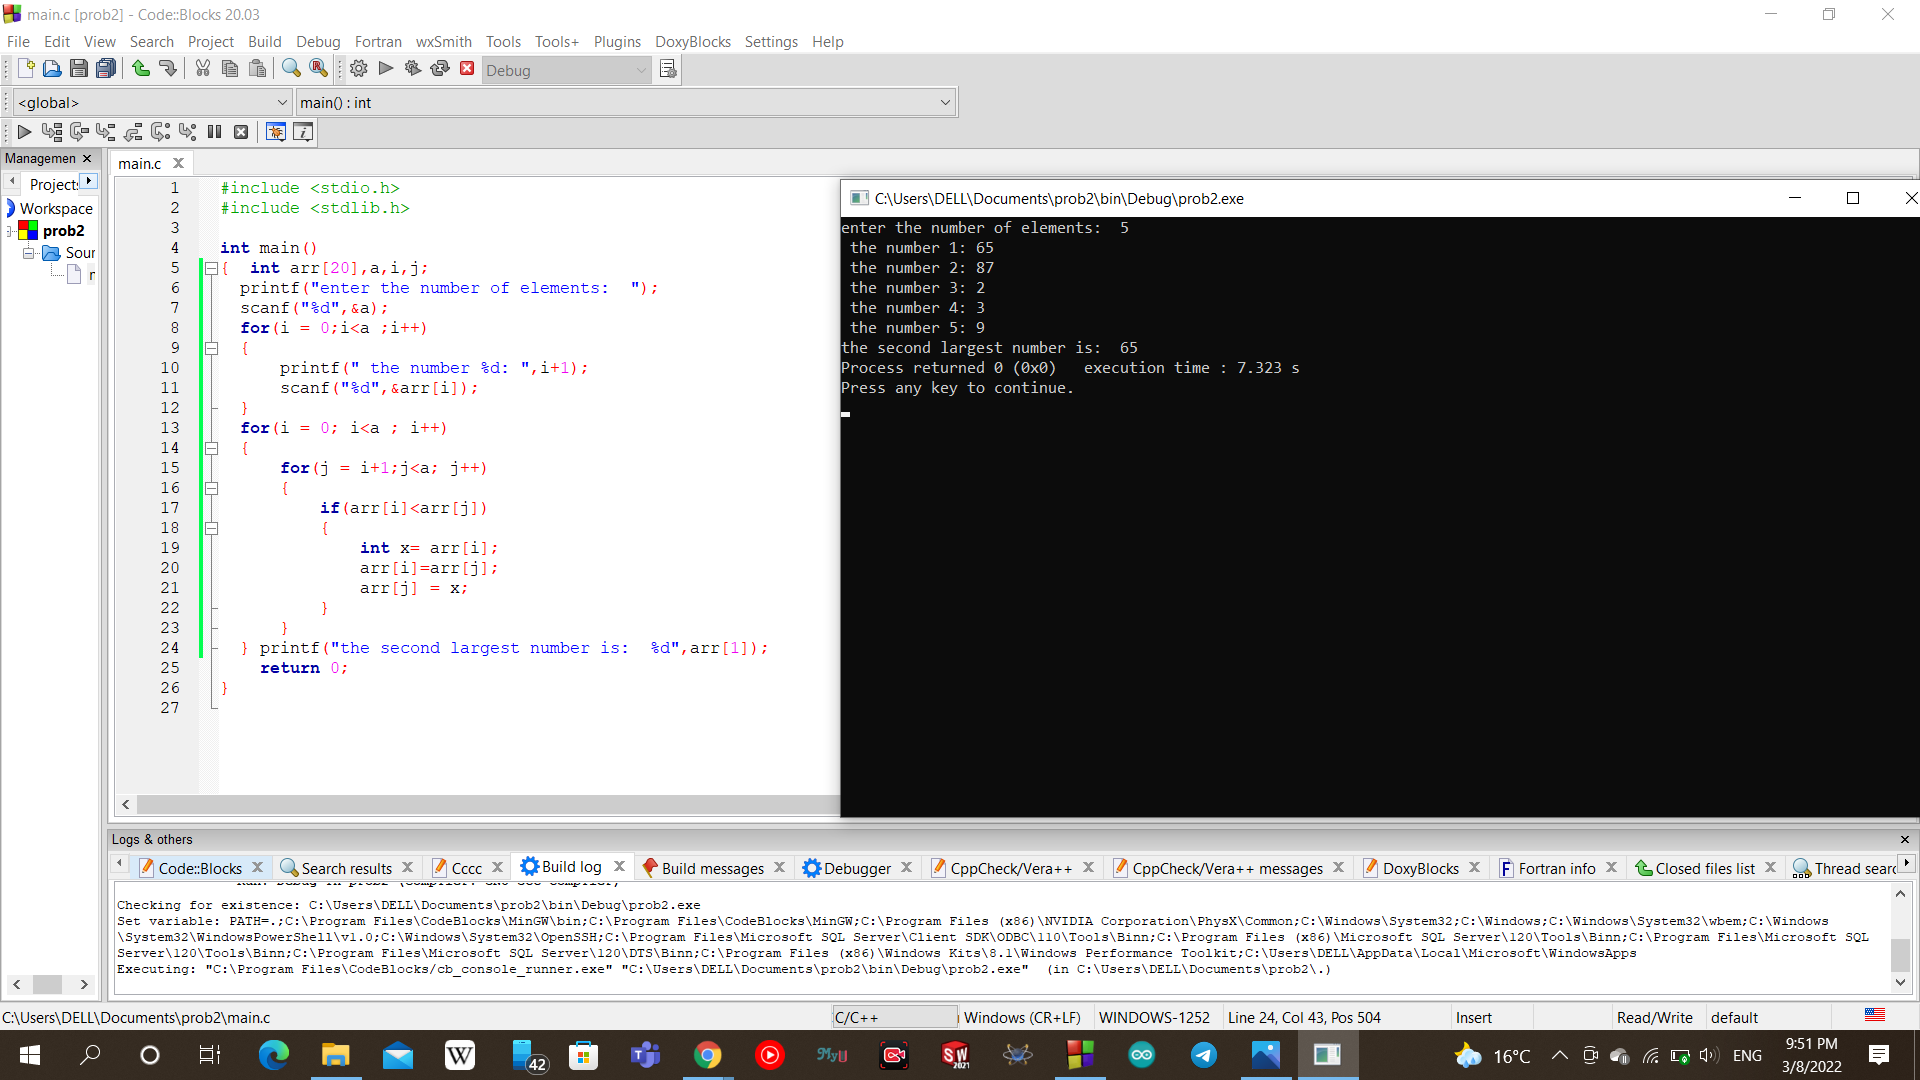 main.c [prob2] - Code::Blocks 20.03
File Edit View Search Project Build Debug Fortran wxSmith Tools Tools+ Plugins DoxyBlocks Settings Help
Debug
<global> main() : int
Managemen
main.c
Projects
Workspace
prob2
Sour
1 #include <stdio.h>
2 #include <stdlib.h>
3
4 int main()
5 {  int arr[20],a,i,j;
6 printf("enter the number of elements:  ");
7 scanf("%d",&a);
8 for(i = 0;i<a ;i++)
9 {
10 printf(" the number %d: ",i+1);
11 scanf("%d",&arr[i]);
12 }
13 for(i = 0; i<a ; i++)
14 {
15 for(j = i+1;j<a; j++)
16 {
17 if(arr[i]<arr[j])
18 {
19 int x= arr[i];
20 arr[i]=arr[j];
21 arr[j] = x;
22 }
23 }
24 } printf("the second largest number is:  %d",arr[1]);
25 return 0;
26 }
27
C:\Users\DELL\Documents\prob2\bin\Debug\prob2.exe
enter the number of elements:  5
the number 1: 65
the number 2: 87
the number 3: 2
the number 4: 3
the number 5: 9
the second largest number is:  65
Process returned 0 (0x0)   execution time : 7.323 s
Press any key to continue.
Logs & others
Code::Blocks Search results Cccc Build log Build messages Debugger CppCheck/Vera++ CppCheck/Vera++ messages DoxyBlocks Fortran info Closed files list Thread searc
Checking for existence: C:\Users\DELL\Documents\prob2\bin\Debug\prob2.exe
Set variable: PATH=.;C:\Program Files\CodeBlocks\MinGW\bin;C:\Program Files\CodeBlocks\MinGW;C:\Program Files (x86)\NVIDIA Corporation\PhysX\Common;C:\Windows\System32;C:\Windows;C:\Windows\System32\wbem;C:\Windows
\System32\WindowsPowerShell\v1.0;C:\Windows\System32\OpenSSH;C:\Program Files\Microsoft SQL Server\Client SDK\ODBC\110\Tools\Binn;C:\Program Files (x86)\Microsoft SQL Server\120\Tools\Binn;C:\Program Files\Microsoft SQL
Server\120\Tools\Binn;C:\Program Files\Microsoft SQL Server\120\DTS\Binn;C:\Program Files (x86)\Windows Kits\8.1\Windows Performance Toolkit;C:\Users\DELL\AppData\Local\Microsoft\WindowsApps
Executing: "C:\Program Files\CodeBlocks/cb_console_runner.exe" "C:\Users\DELL\Documents\prob2\bin\Debug\prob2.exe"  (in C:\Users\DELL\Documents\prob2\.)
C:\Users\DELL\Documents\prob2\main.c C/C++ Windows (CR+LF) WINDOWS-1252 Line 24, Col 43, Pos 504 Insert Read/Write default
W 42 MyU SW 2021 16°C ENG 9:51 PM
3/8/2022